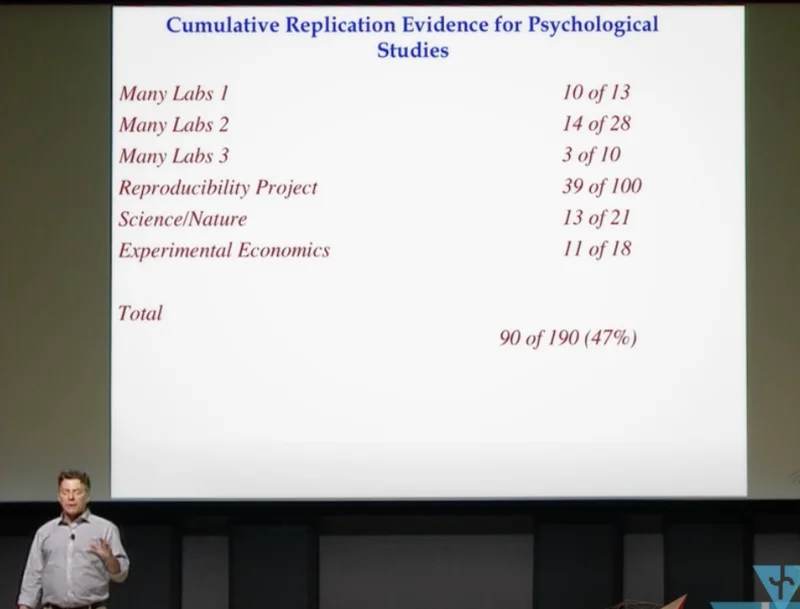 Cumulative Replication Evidence for Psychological
Studies
Many Labs 1 10 of 13
Many Labs 2 14 of 28
Many Labs 3 3 of 10
Reproducibility Project 39 of 100
Science/Nature 13 of 21
Experimental Economics 11 of 18
Total
90 of 190 (47%)